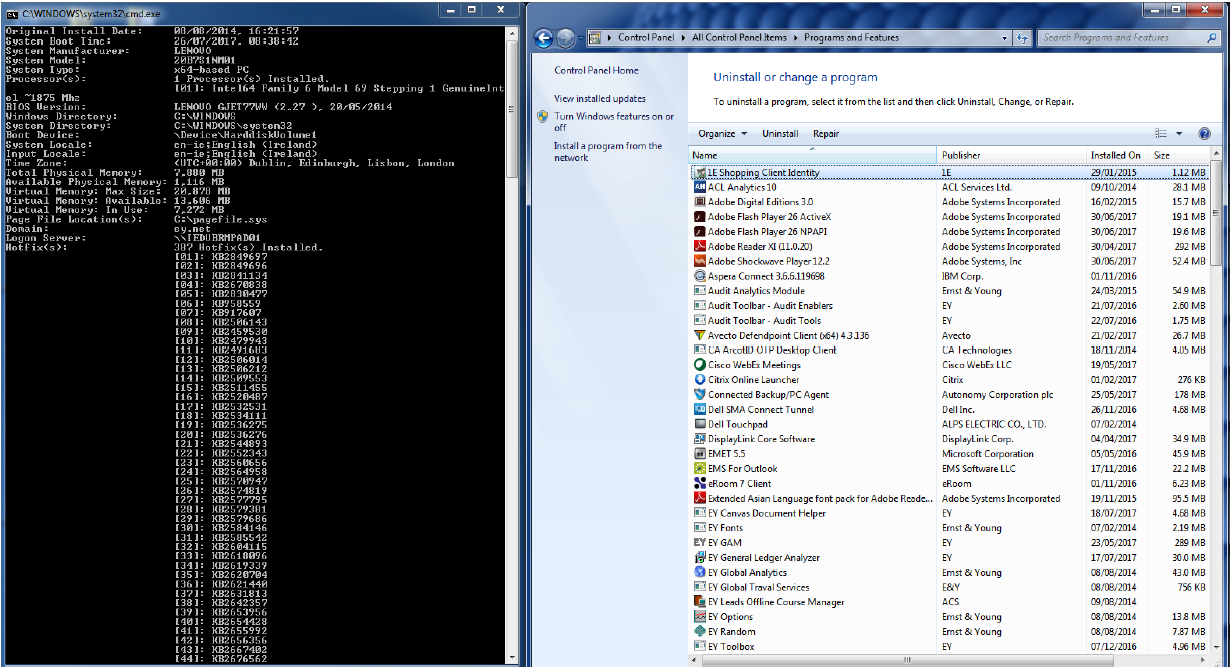 C:\WINDOWS\system32\cmd.exe
Original Install Date: 08/08/2014, 16:21:57
System Boot Time: 26/07/2017, 08:38:42
System Manufacturer: LENOVO
System Model: 20B7S1NM01
System Type: x64-based PC
Processor(s): 1 Processor(s) Installed.
[01]: Intel64 Family 6 Model 69 Stepping 1 GenuineInt
el ~1875 Mhz
BIOS Version: LENOVO GJET77WW (2.27 ), 20/05/2014
Windows Directory: C:\WINDOWS
System Directory: C:\WINDOWS\system32
Boot Device: \Device\HarddiskVolume1
System Locale: en-ie;English (Ireland)
Input Locale: en-ie;English (Ireland)
Time Zone: (UTC+00:00) Dublin, Edinburgh, Lisbon, London
Total Physical Memory: 7,880 MB
Available Physical Memory: 1,116 MB
Virtual Memory: Max Size: 20,878 MB
Virtual Memory: Available: 13,606 MB
Virtual Memory: In Use: 7,272 MB
Page File Location(s): C:\pagefile.sys
Domain: ey.net
Logon Server: \\IEDUBRMPAD01
Hotfix(s): 387 Hotfix(s) Installed.
[01]: KB2849697
[02]: KB2849696
[03]: KB2841134
[04]: KB2670838
[05]: KB2830477
[06]: KB958559
[07]: KB917607
[08]: KB2506143
[09]: KB2459530
[10]: KB2479943
[11]: KB2491683
[12]: KB2506014
[13]: KB2506212
[14]: KB2509553
[15]: KB2511455
[16]: KB2520487
[17]: KB2532531
[18]: KB2534111
[19]: KB2536275
[20]: KB2536276
[21]: KB2544893
[22]: KB2552343
[23]: KB2560656
[24]: KB2564958
[25]: KB2570947
[26]: KB2574819
[27]: KB2577795
[28]: KB2579381
[29]: KB2579686
[30]: KB2584146
[31]: KB2585542
[32]: KB2604115
[33]: KB2618096
[34]: KB2619339
[35]: KB2620704
[36]: KB2621440
[37]: KB2631813
[38]: KB2642357
[39]: KB2653956
[40]: KB2654428
[41]: KB2655992
[42]: KB2656356
[43]: KB2667402
[44]: KB2676562
Control Panel All Control Panel Items Programs and Features
Search Programs and Features
Control Panel Home
View installed updates
Turn Windows features on or
off
Install a program from the
network
Uninstall or change a program
To uninstall a program, select it from the list and then click Uninstall, Change, or Repair.
Organize Uninstall Repair
Name Publisher Installed On Size
1E Shopping Client Identity 1E 29/01/2015 1.12 MB
ACL Analytics 10 ACL Services Ltd. 09/10/2014 28.1 MB
Adobe Digital Editions 3.0 Adobe Systems Incorporated 16/02/2015 15.7 MB
Adobe Flash Player 26 ActiveX Adobe Systems Incorporated 30/06/2017 19.1 MB
Adobe Flash Player 26 NPAPI Adobe Systems Incorporated 30/06/2017 19.6 MB
Adobe Reader XI (11.0.20) Adobe Systems Incorporated 30/04/2017 292 MB
Adobe Shockwave Player 12.2 Adobe Systems, Inc 30/06/2017 52.4 MB
Aspera Connect 3.6.6.119698 IBM Corp. 01/11/2016
Audit Analytics Module Ernst & Young 24/03/2015 54.9 MB
Audit Toolbar - Audit Enablers EY 21/07/2016 2.60 MB
Audit Toolbar - Audit Tools EY 22/07/2016 1.75 MB
Avecto Defendpoint Client (x64) 4.3.136 Avecto 21/02/2017 26.7 MB
CA ArcotID OTP Desktop Client CA Technologies 18/11/2014 4.05 MB
Cisco WebEx Meetings Cisco WebEx LLC 19/05/2017
Citrix Online Launcher Citrix 01/02/2017 276 KB
Connected Backup/PC Agent Autonomy Corporation plc 25/05/2017 178 MB
Dell SMA Connect Tunnel Dell Inc. 26/11/2016 4.68 MB
Dell Touchpad ALPS ELECTRIC CO., LTD. 07/02/2014
DisplayLink Core Software DisplayLink Corp. 04/04/2017 34.9 MB
EMET 5.5 Microsoft Corporation 05/05/2017 45.9 MB
EMS For Outlook EMS Software LLC 17/11/2016 22.2 MB
eRoom 7 Client eRoom 01/11/2016 6.23 MB
Extended Asian Language font pack for Adobe Reade... Adobe Systems Incorporated 19/11/2015 95.5 MB
EY Canvas Document Helper EY 18/07/2017 4.68 MB
EY Fonts Ernst & Young 07/02/2014 2.19 MB
EY GAM EY 23/05/2017 289 MB
EY General Ledger Analyzer EY 17/07/2017 30.0 MB
EY Global Analytics Ernst & Young 08/08/2014 43.0 MB
EY Global Traval Services E&Y 08/08/2014 756 KB
EY Leads Offline Course Manager ACS 09/08/2014
EY Options Ernst & Young 08/08/2014 13.8 MB
EY Random Ernst & Young 08/08/2014 7.87 MB
EY Toolbox EY 07/12/2016 4.96 MB